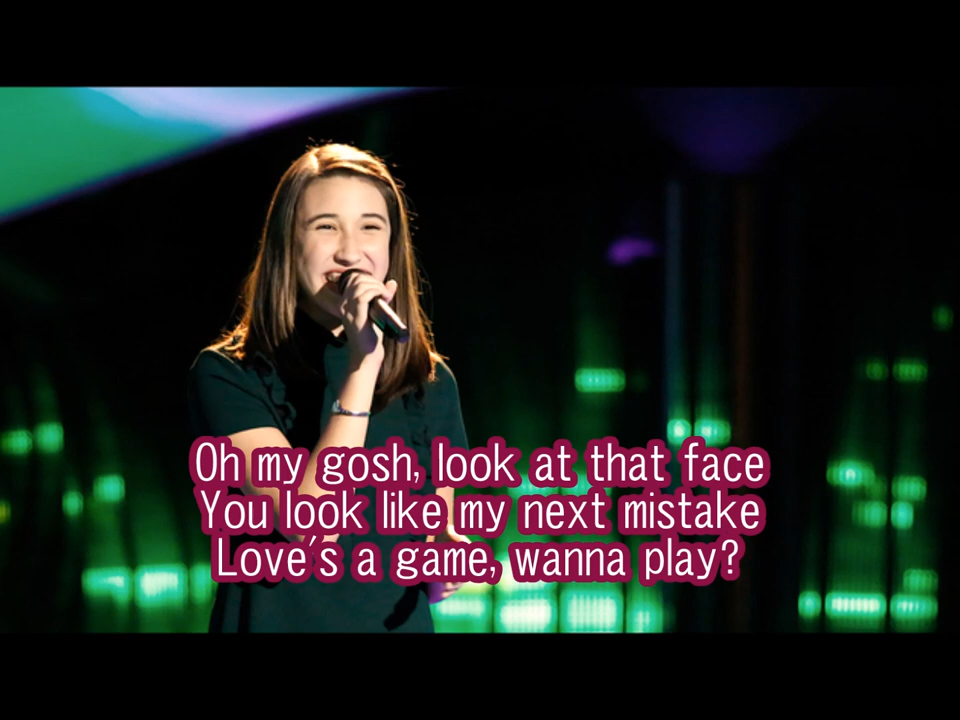 Oh my gosh, look at that face
You look like my next mistake
Love's a game, wanna play?